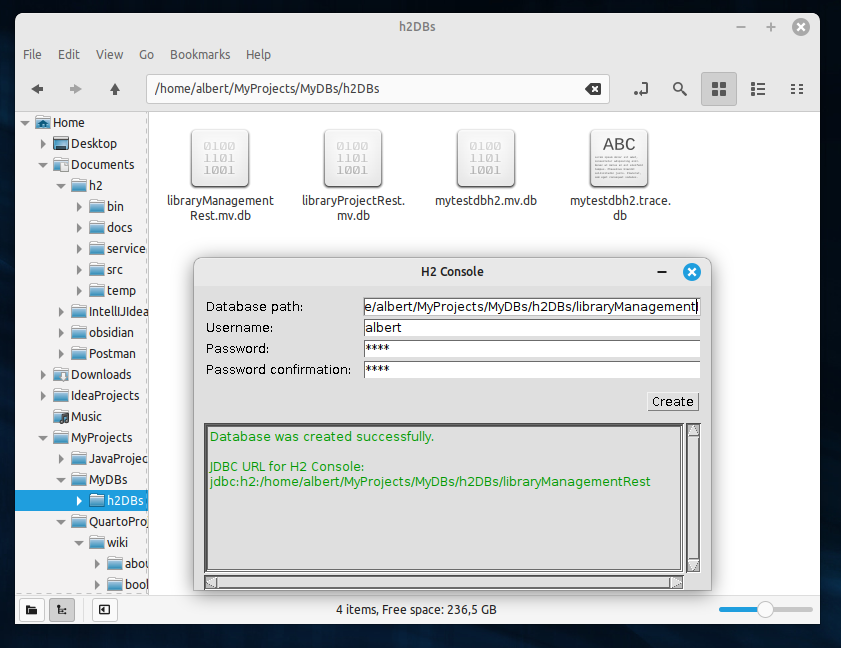 h2DBs
File Edit View Go Bookmarks Help
/home/albert/MyProjects/MyDBs/h2DBs
Home
Desktop
Documents
h2
bin
docs
service
src
temp
IntellIJIdea
obsidian
Postman
Downloads
IdeaProjects
Music
MyProjects
JavaProjec
MyDBs
h2DBs
QuartoProj
wiki
abou
book
0100
1101
1001
libraryManagement
Rest.mv.db
0100
1101
1001
libraryProjectRest.
mv.db
0100
1101
1001
mytestdbh2.mv.db
ABC
mytestdbh2.trace.
db
H2 Console
Database path: e/albert/MyProjects/MyDBs/h2DBs/libraryManagement
Username: albert
Password: ****
Password confirmation: ****
Create
Database was created successfully.
JDBC URL for H2 Console:
jdbc:h2:/home/albert/MyProjects/MyDBs/h2DBs/libraryManagementRest
4 items, Free space: 236,5 GB